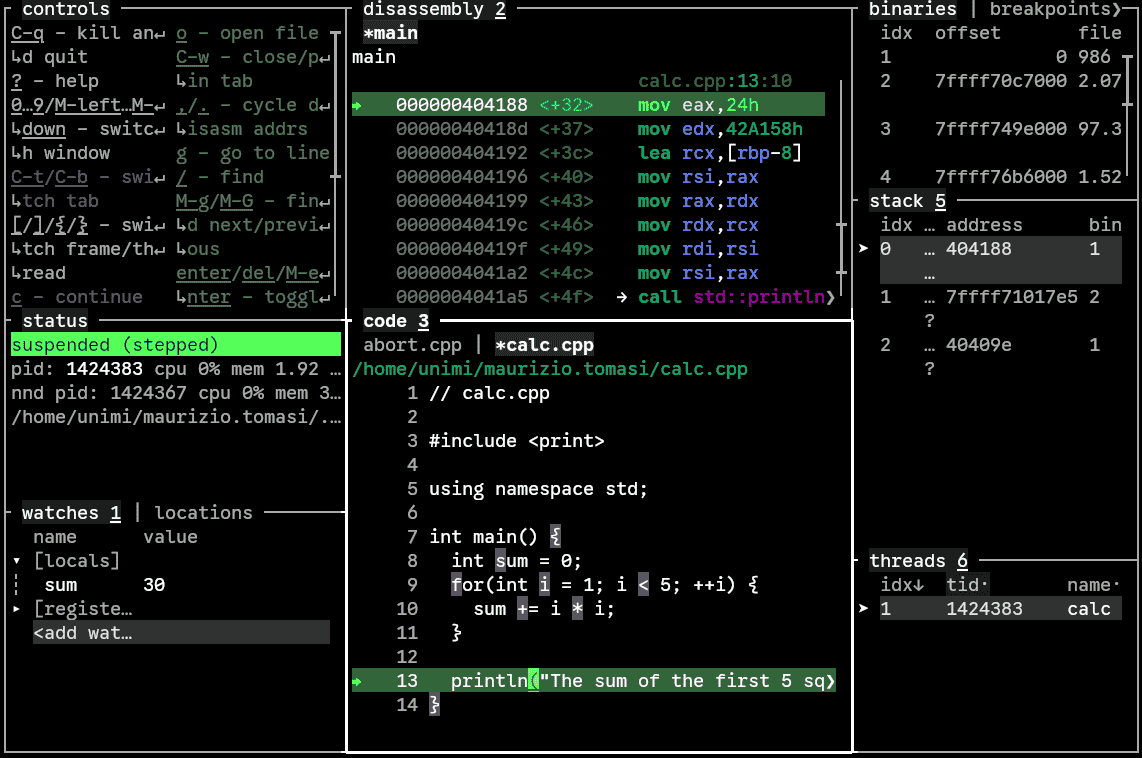 controls
C-q - kill an↵ o - open file
↳d quit C-w - close/p↵
? - help ↳in tab
0…9/M-left…M-↵ ,/. - cycle d↵
↳down - switc↵ ↳isasm addrs
↳h window g - go to line
C-t/C-b - swi↵ / - find
↳tch tab M-g/M-G - fin↵
[/]/{/} - swi↵ ↳d next/previ↵
↳tch frame/th↵ ↳ous
↳read enter/del/M-e↵
c - continue ↳nter - toggl↵
status
suspended (stepped)
pid: 1424383 cpu 0% mem 1.92 …
nnd pid: 1424367 cpu 0% mem 3…
/home/unimi/maurizio.tomasi/.…
watches 1 | locations
name value
▾ [locals]
sum 30
▸ [registe…
<add wat…
disassembly 2
*main
main
calc.cpp:13:10
000000404188 <+32> mov eax,24h
00000040418d <+37> mov edx,42A158h
000000404192 <+3c> lea rcx,[rbp-8]
000000404196 <+40> mov rsi,rax
000000404199 <+43> mov rax,rdx
00000040419c <+46> mov rdx,rcx
00000040419f <+49> mov rdi,rsi
0000004041a2 <+4c> mov rsi,rax
0000004041a5 <+4f> → call std::println❯
code 3
abort.cpp | *calc.cpp
/home/unimi/maurizio.tomasi/calc.cpp
1 // calc.cpp
2
3 #include <print>
4
5 using namespace std;
6
7 int main() {
8 int sum = 0;
9 for(int i = 1; i < 5; ++i) {
10 sum += i * i;
11 }
12
13 println("The sum of the first 5 sq❯
14 }
binaries | breakpoints❯
idx offset file
1 0 986
2 7ffff70c7000 2.07
3 7ffff749e000 97.3
4 7ffff76b6000 1.52
stack 5
idx … address bin
0 … 404188 1
…
1 … 7ffff71017e5 2
?
2 … 40409e 1
?
threads 6
idx↓ tid· name·
1 1424383 calc